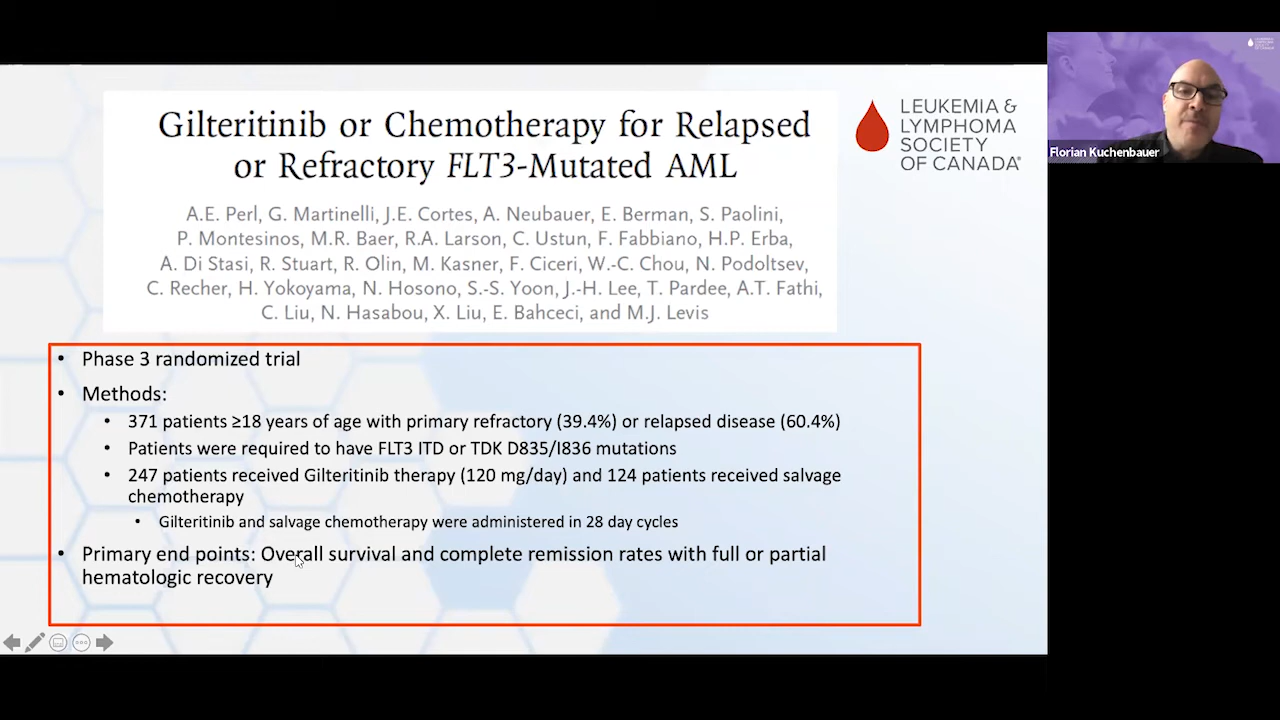 Gilteritinib or Chemotherapy for Relapsed
or Refractory FLT3-Mutated AML
A.E. Perl, G. Martinelli, J.E. Cortes, A. Neubauer, E. Berman, S. Paolini,
P. Montesinos, M.R. Baer, R.A. Larson, C. Ustun, F. Fabbiano, H.P. Erba,
A. Di Stasi, R. Stuart, R. Olin, M. Kasner, F. Ciceri, W.-C. Chou, N. Podoltsev,
C. Recher, H. Yokoyama, N. Hosono, S.-S. Yoon, J.-H. Lee, T. Pardee, A.T. Fathi,
C. Liu, N. Hasabou, X. Liu, E. Bahceci, and M.J. Levis
LEUKEMIA &
LYMPHOMA
SOCIETY
OF CANADA®
Florian Kuchenbauer
• Phase 3 randomized trial
• Methods:
• 371 patients ≥18 years of age with primary refractory (39.4%) or relapsed disease (60.4%)
• Patients were required to have FLT3 ITD or TDK D835/I836 mutations
• 247 patients received Gilteritinib therapy (120 mg/day) and 124 patients received salvage
chemotherapy
• Gilteritinib and salvage chemotherapy were administered in 28 day cycles
• Primary end points: Overall survival and complete remission rates with full or partial
hematologic recovery